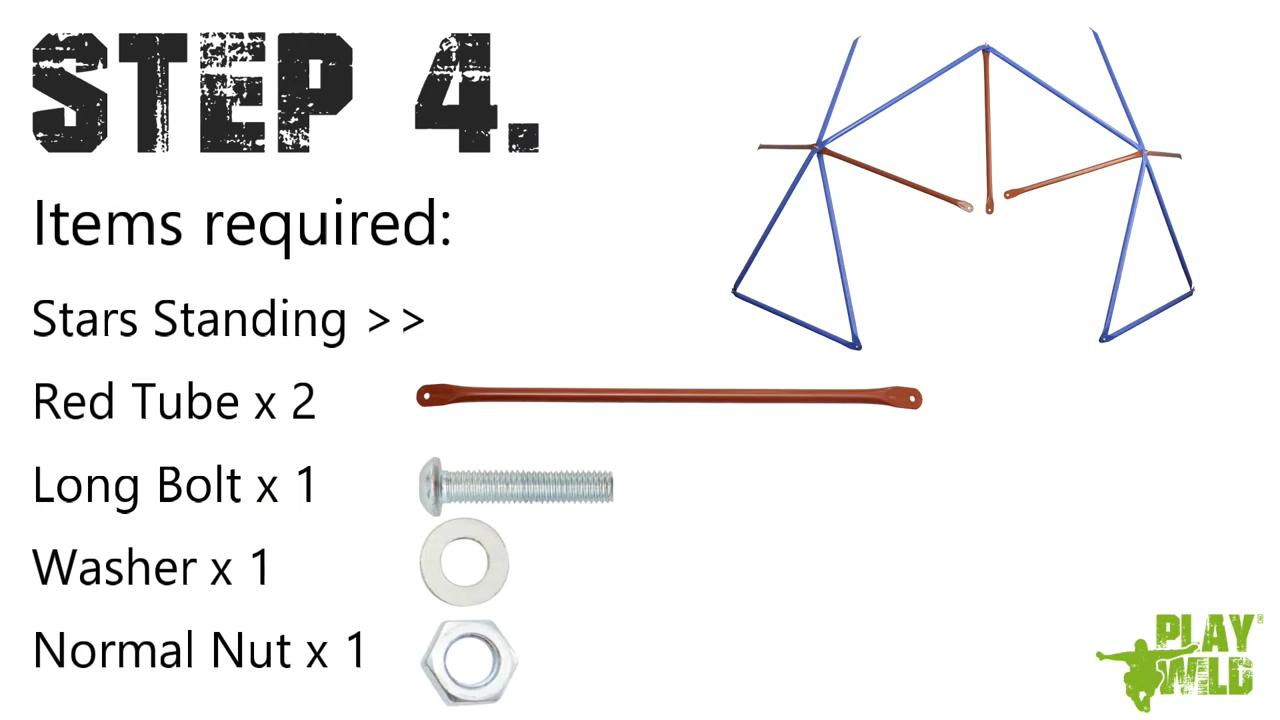 STEP 4.
Items required:
Stars Standing >>
Red Tube x 2
Long Bolt x 1
Washer x 1
Normal Nut x 1
PLAY
WILD